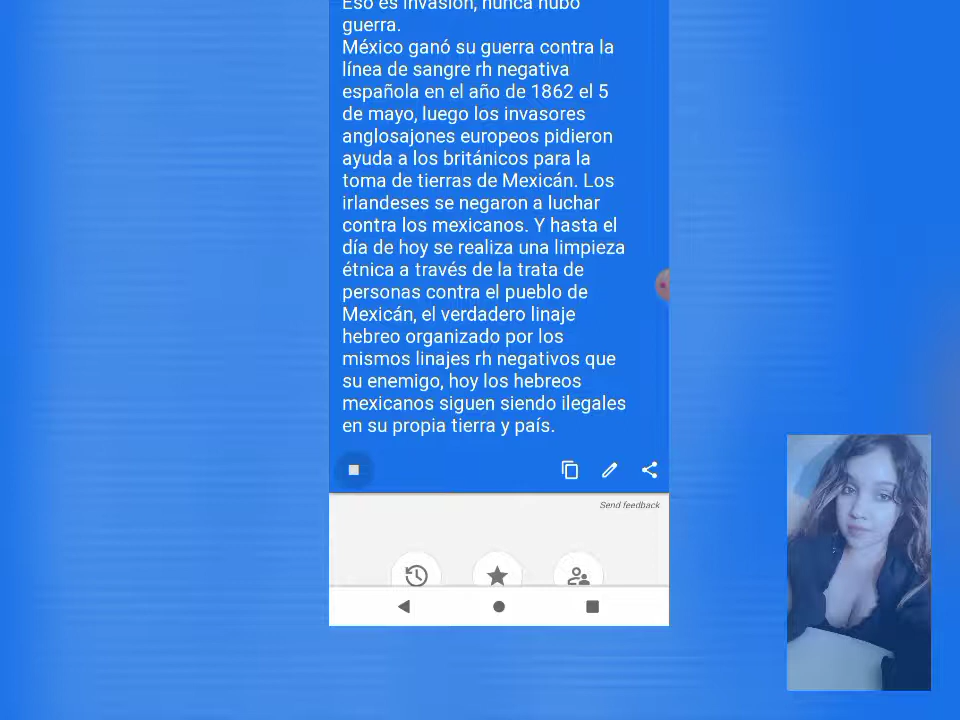 Eso es invasión, nunca hubo
guerra.
México ganó su guerra contra la
línea de sangre rh negativa
española en el año de 1862 el 5
de mayo, luego los invasores
anglosajones europeos pidieron
ayuda a los británicos para la
toma de tierras de Mexicán. Los
irlandeses se negaron a luchar
contra los mexicanos. Y hasta el
día de hoy se realiza una limpieza
étnica a través de la trata de
personas contra el pueblo de
Mexicán, el verdadero linaje
hebreo organizado por los
mismos linajes rh negativos que
su enemigo, hoy los hebreos
mexicanos siguen siendo ilegales
en su propia tierra y país.
Send feedback